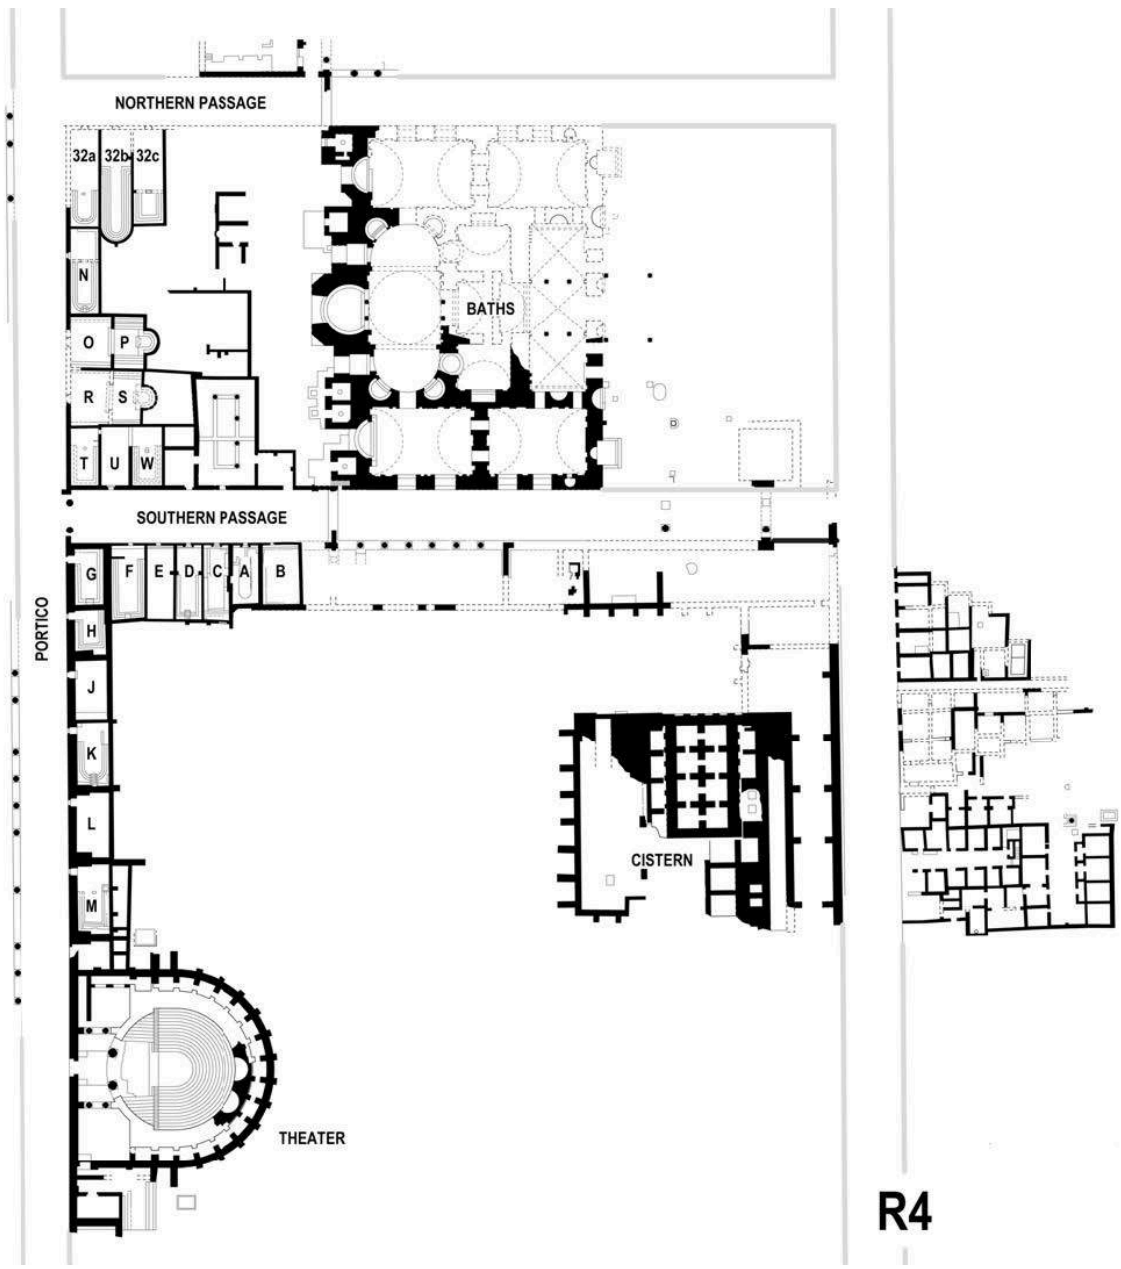 NORTHERN PASSAGE
32a 32b 32c
N
BATHS
O P
R S
T U W
SOUTHERN PASSAGE
G F E D C A B
PORTICO
H
J
K
L
CISTERN
M
THEATER
R4